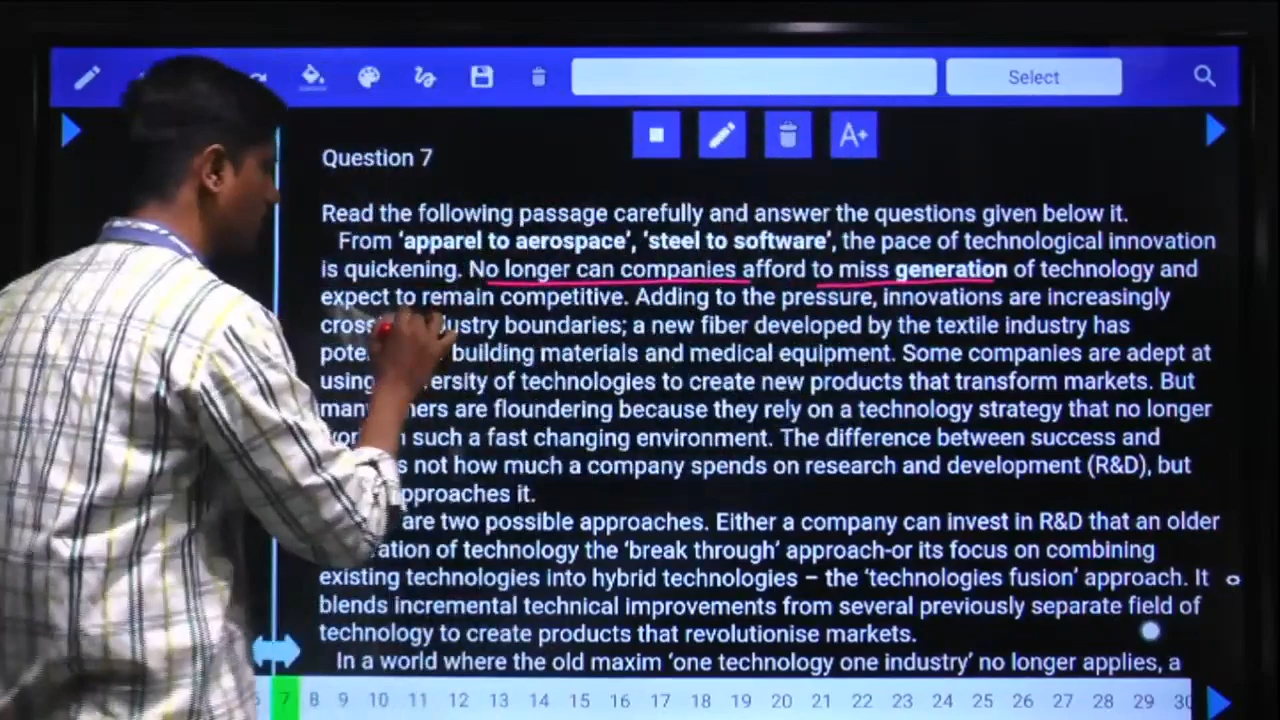 Select
A+
Question 7
Read the following passage carefully and answer the questions given below it.
From ‘apparel to aerospace’, ‘steel to software’, the pace of technological innovation
is quickening. No longer can companies afford to miss generation of technology and
expect to remain competitive. Adding to the pressure, innovations are increasingly
cross boundaries; a new fiber developed by the textile industry has
building materials and medical equipment. Some companies are adept at
using of technologies to create new products that transform markets. But
many are floundering because they rely on a technology strategy that no longer
such a fast changing environment. The difference between success and
not how much a company spends on research and development (R&D), but
approaches it.
are two possible approaches. Either a company can invest in R&D that an older
of technology the ‘break through’ approach-or its focus on combining
existing technologies into hybrid technologies – the ‘technologies fusion’ approach. It
blends incremental technical improvements from several previously separate field of
technology to create products that revolutionise markets.
In a world where the old maxim ‘one technology one industry’ no longer applies, a
7 8 9 10 11 12 13 14 15 16 17 18 19 20 21 22 23 24 25 26 27 28 29 30